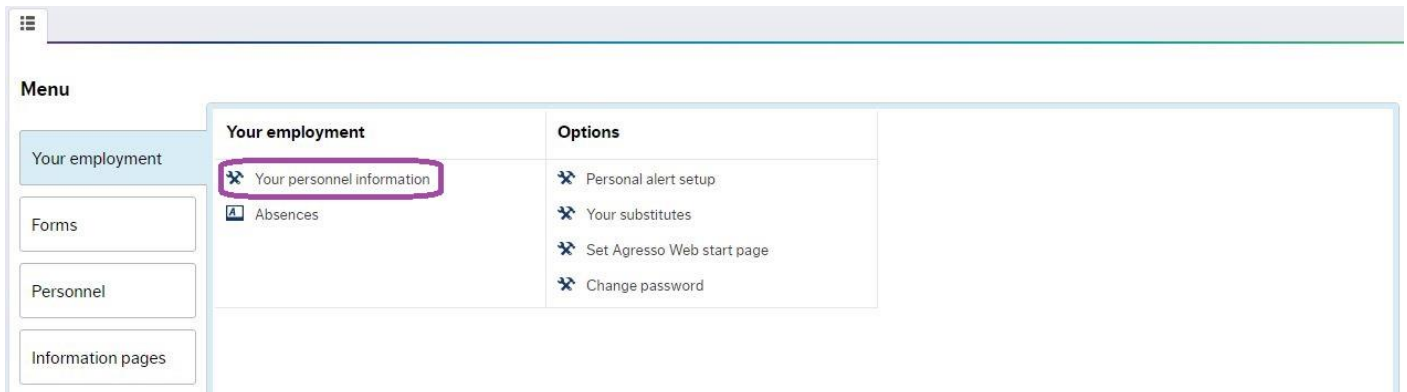 Menu
Your employment
Forms
Personnel
Information pages
Your employment
Your personnel information
Absences
Options
Personal alert setup
Your substitutes
Set Agresso Web start page
Change password